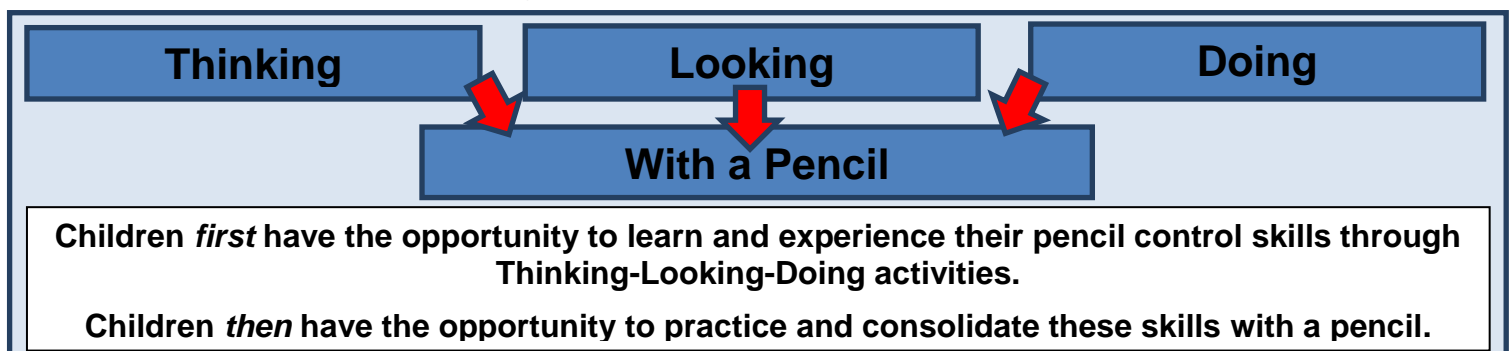 Thinking
Looking
Doing
With a Pencil
Children first have the opportunity to learn and experience their pencil control skills through
Thinking-Looking-Doing activities.
Children then have the opportunity to practice and consolidate these skills with a pencil.